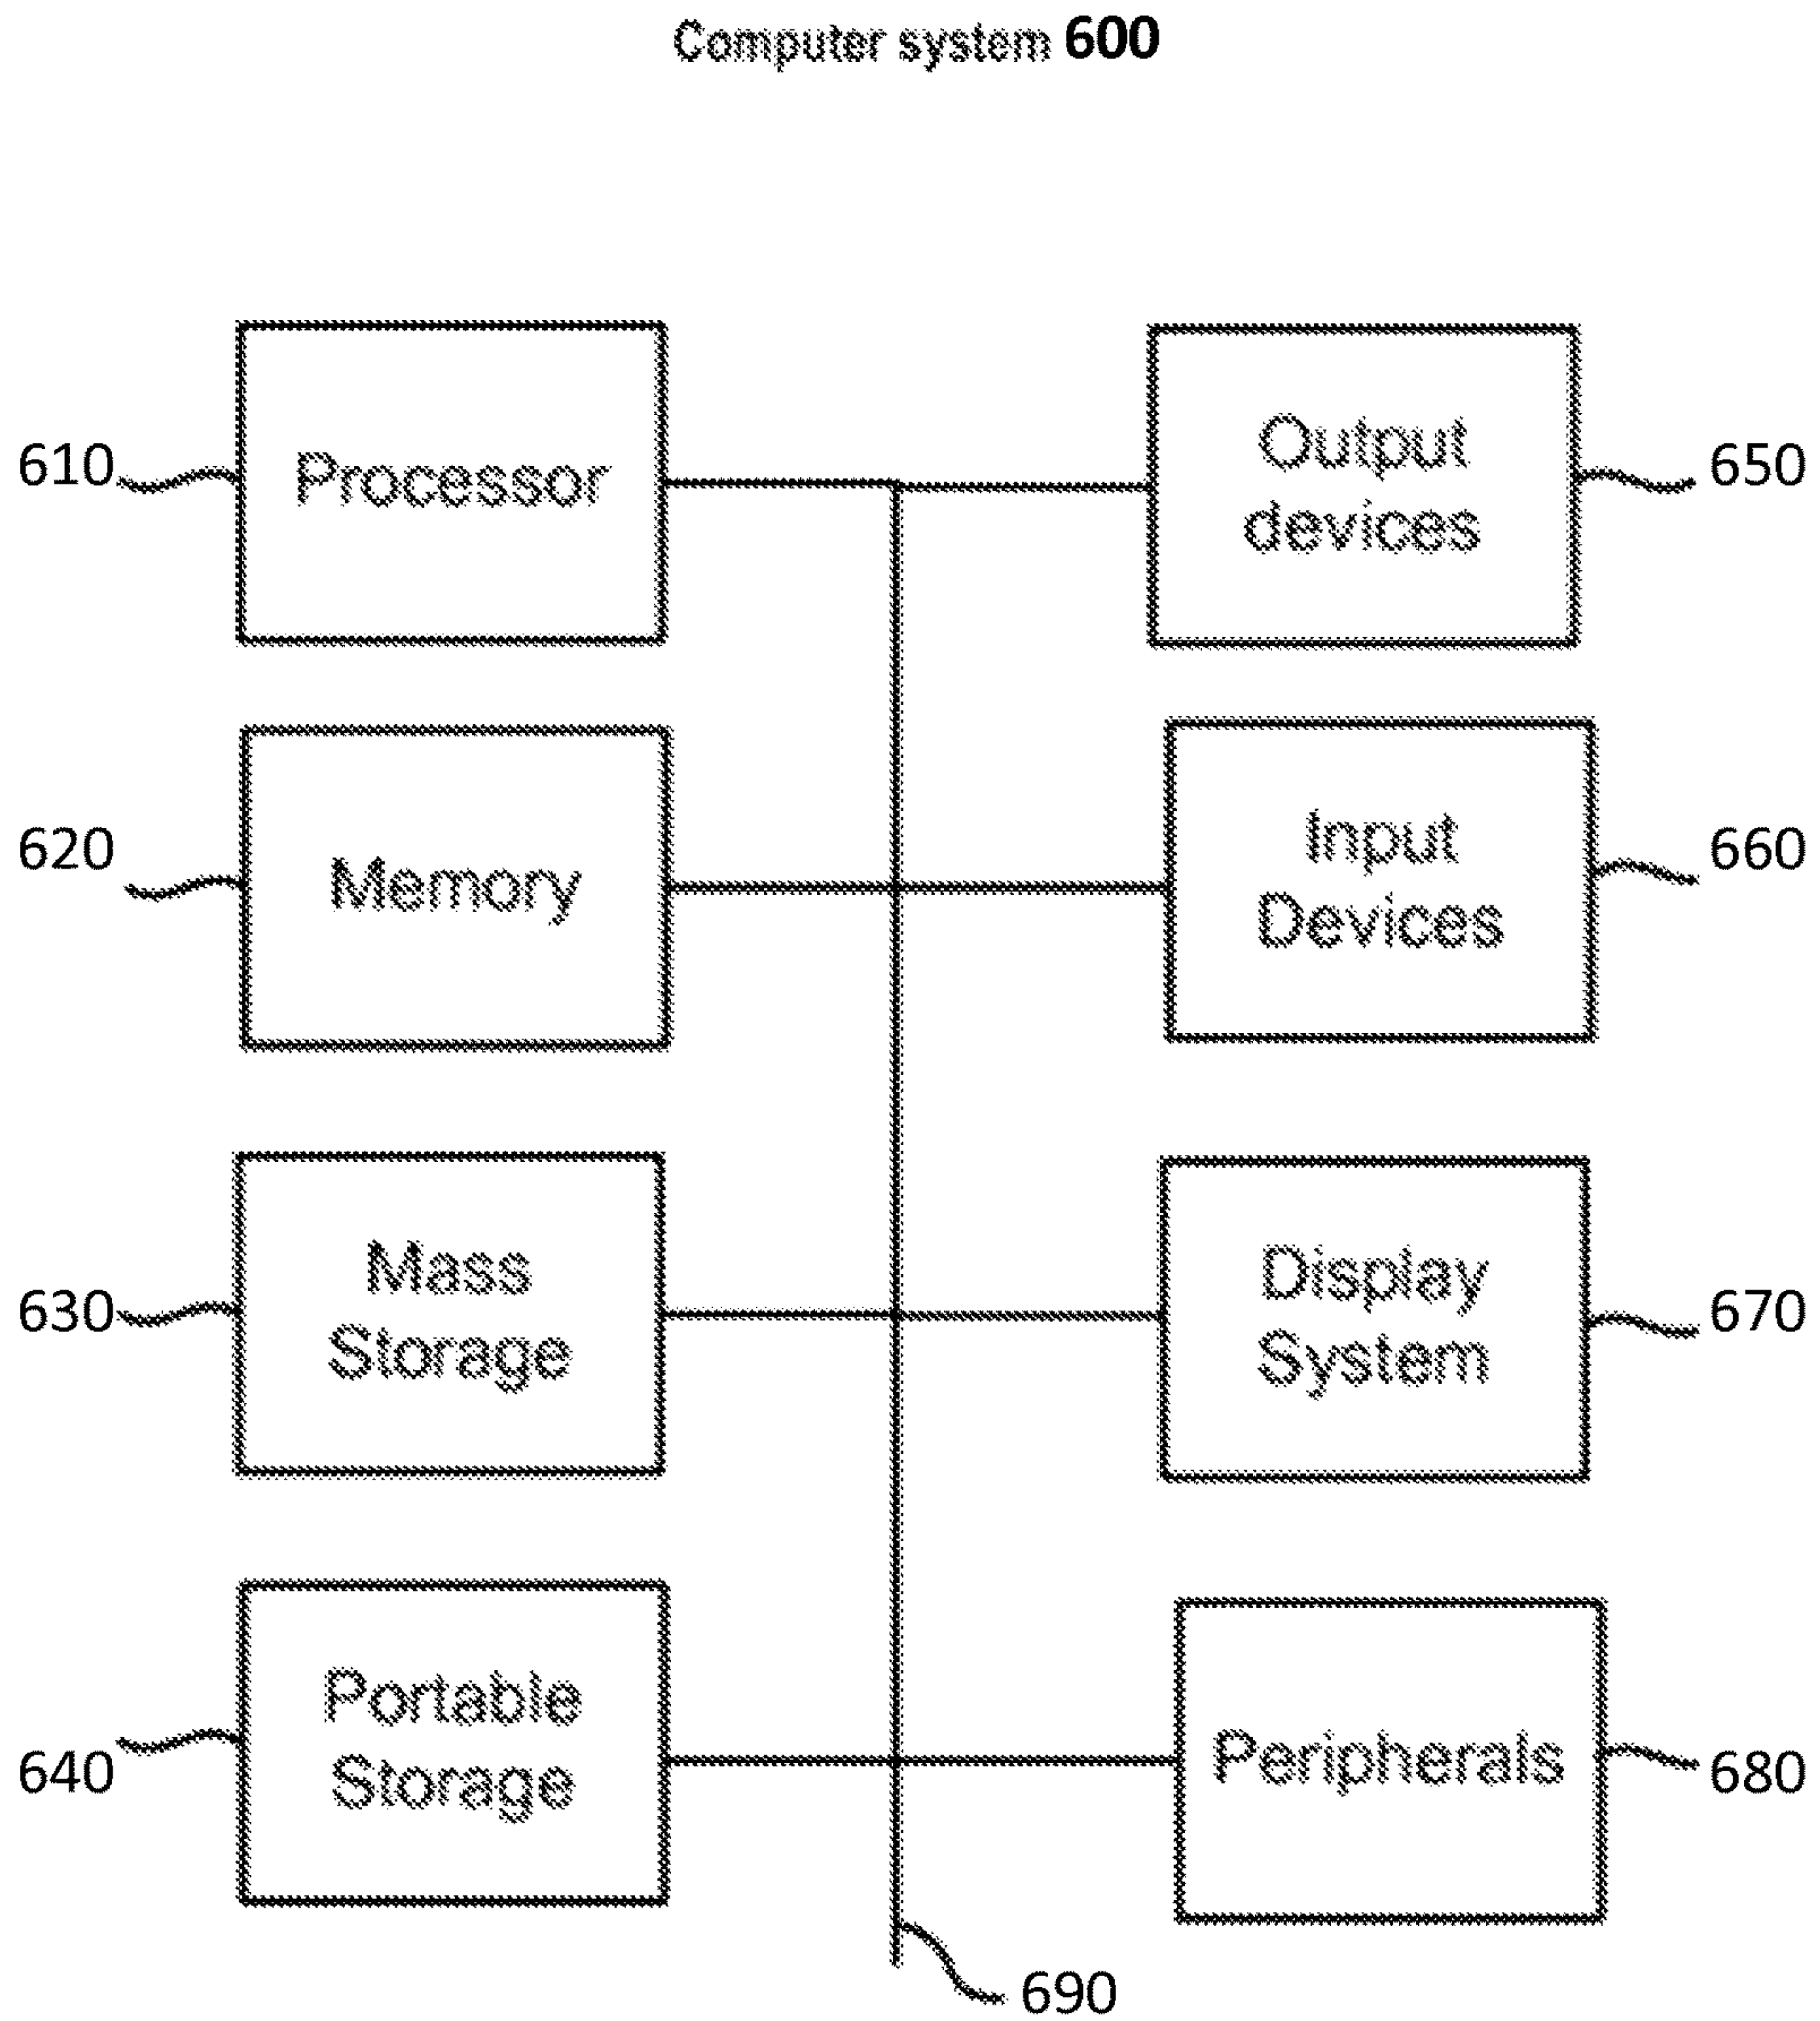 Computer system 600
610
Processor
Output
devices
650
620
Memory
Input
Devices
660
630
Mass
Storage
Display
System
670
640
Portable
Storage
Peripherals
680
690